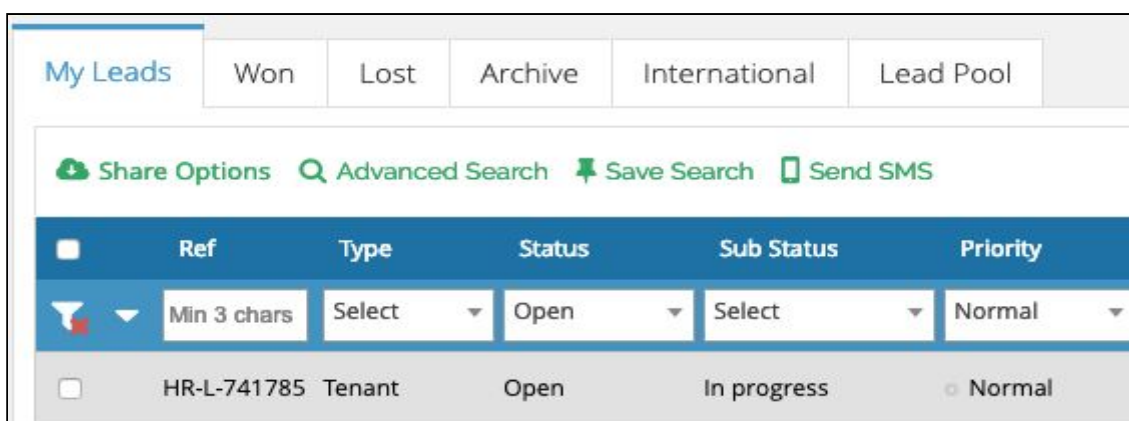 My Leads Won Lost Archive International Lead Pool
Share Options Advanced Search Save Search Send SMS
Ref Type Status Sub Status Priority
Min 3 chars Select Open Select Normal
HR-L-741785 Tenant Open In progress Normal